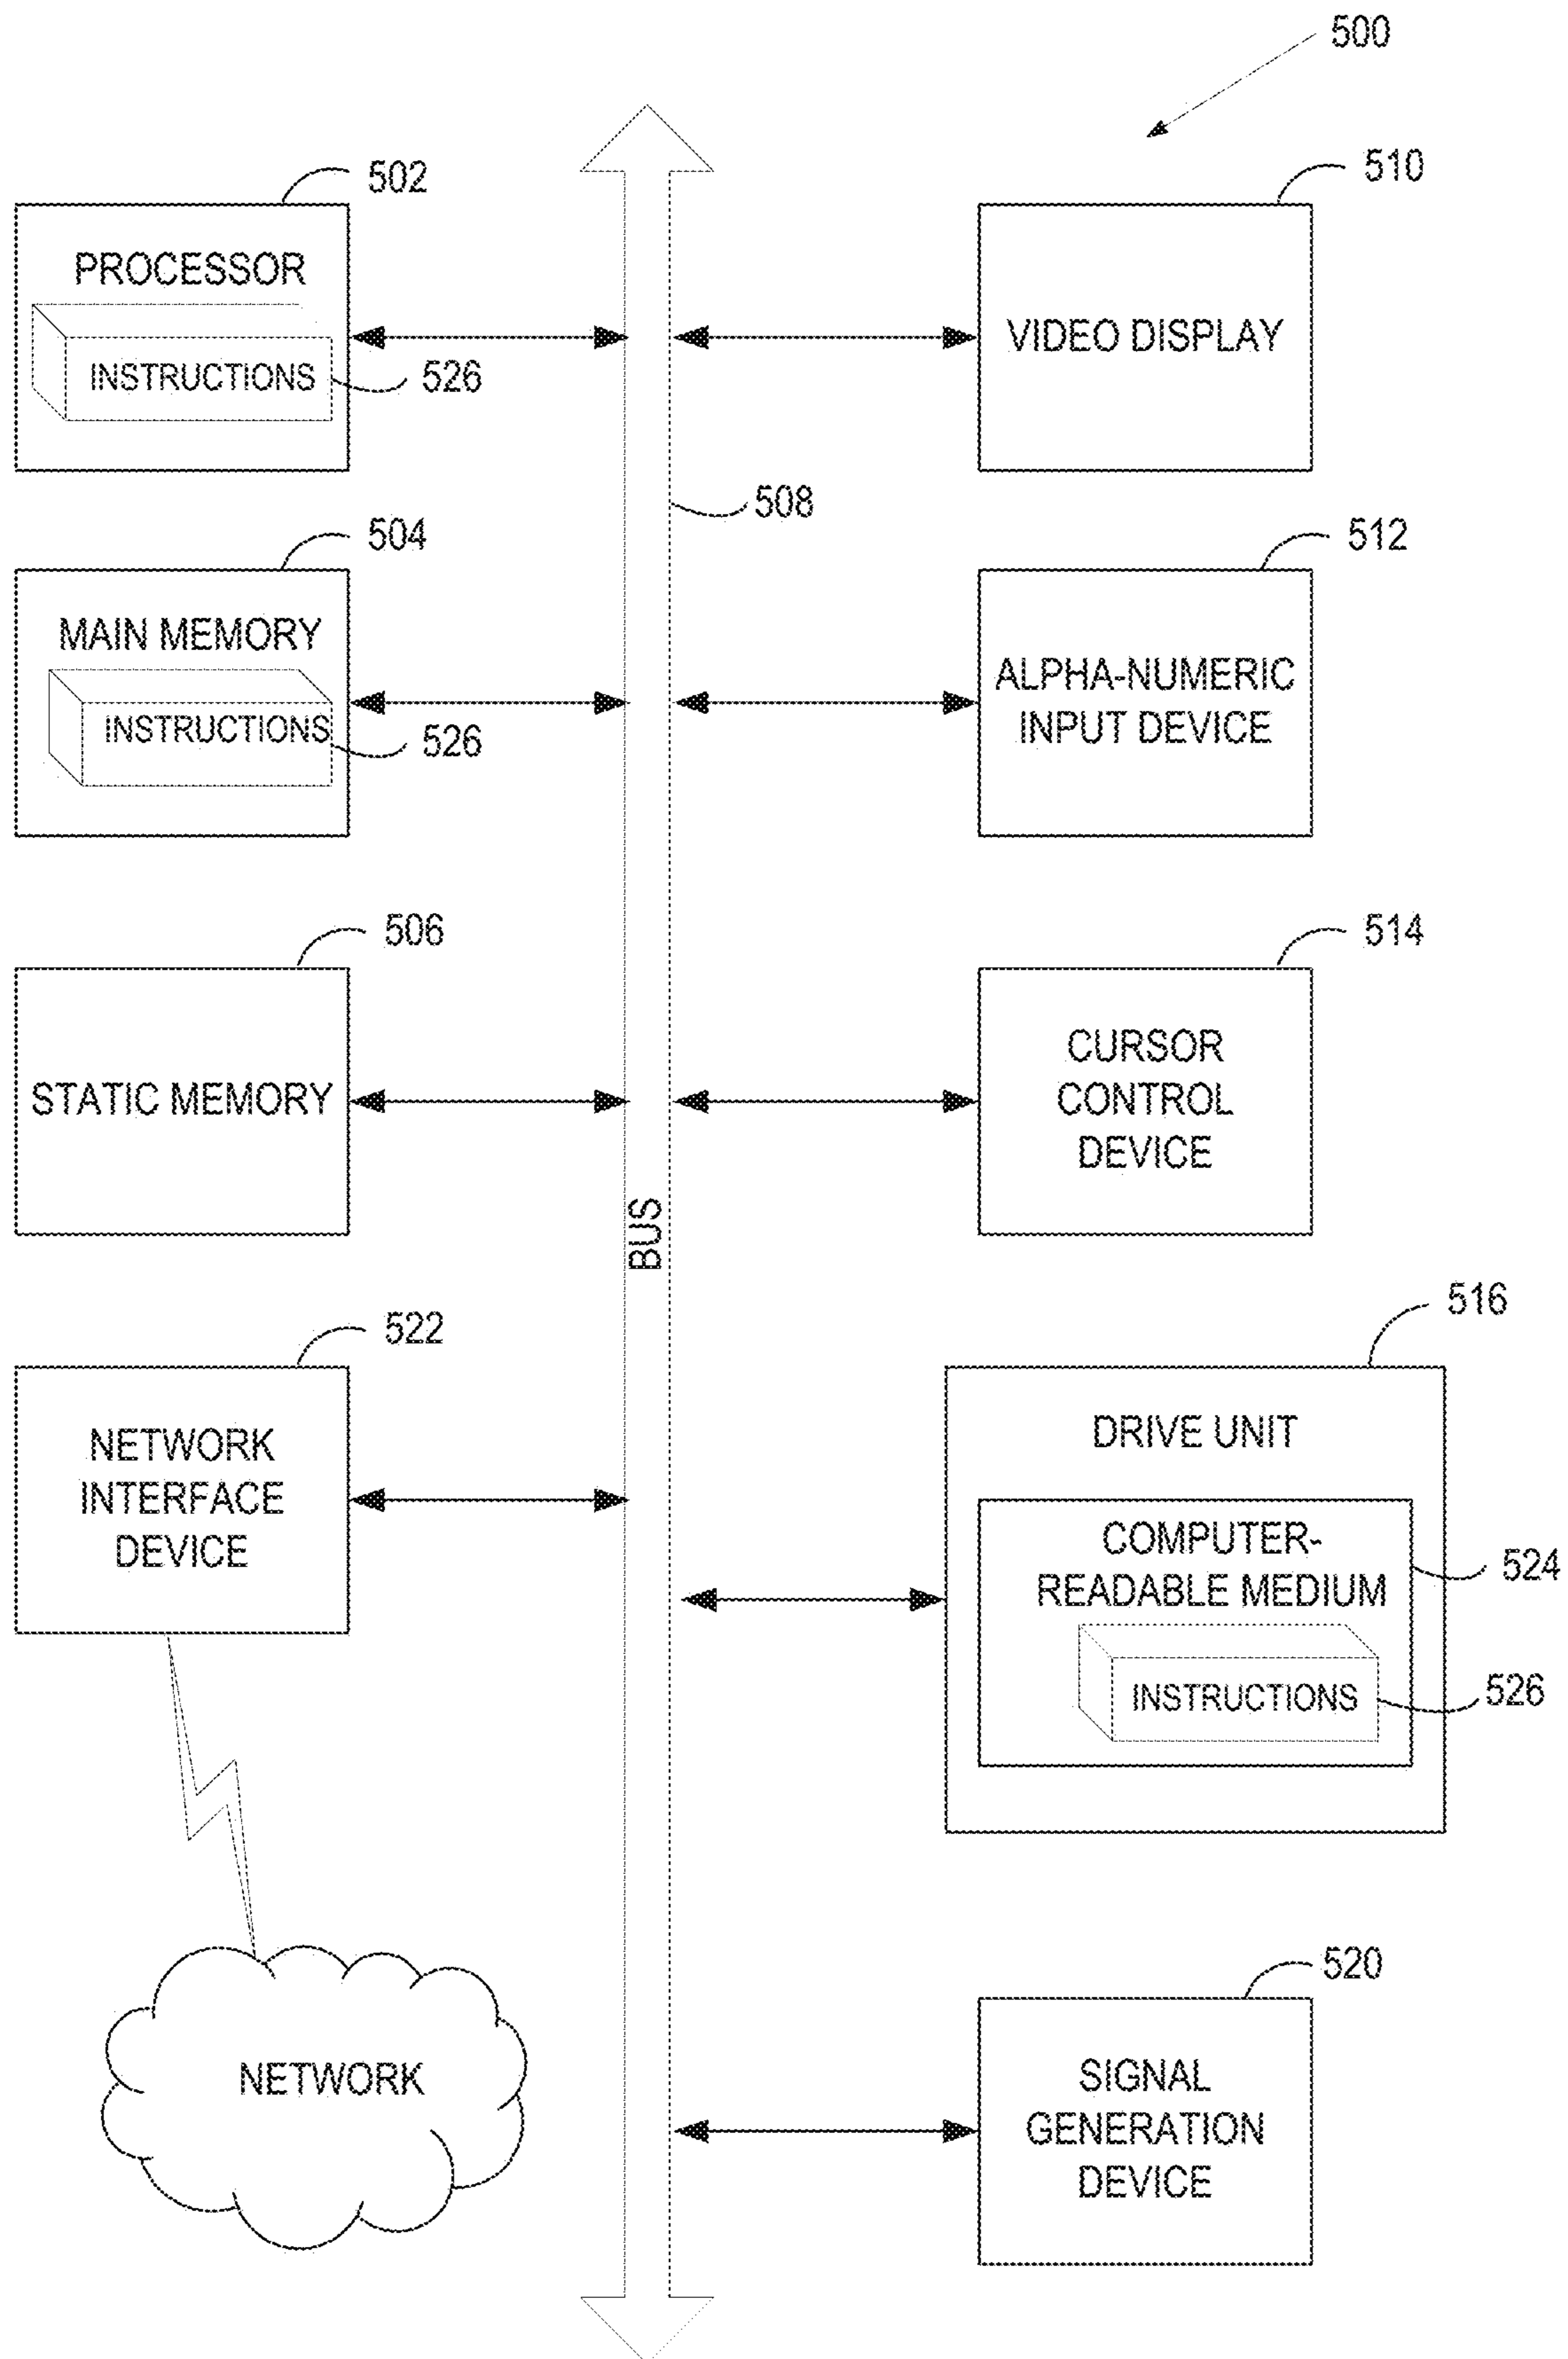 500
502
PROCESSOR
INSTRUCTIONS
526
510
VIDEO DISPLAY
508
504
MAIN MEMORY
INSTRUCTIONS
526
512
ALPHA-NUMERIC
INPUT DEVICE
506
STATIC MEMORY
514
CURSOR
CONTROL
DEVICE
BUS
522
NETWORK
INTERFACE
DEVICE
516
DRIVE UNIT
COMPUTER-
READABLE MEDIUM
524
INSTRUCTIONS
526
NETWORK
520
SIGNAL
GENERATION
DEVICE